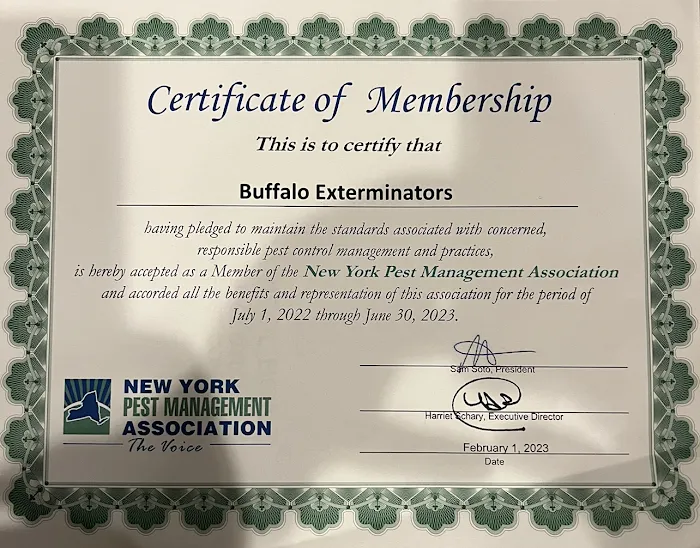 Certificate of Membership
This is to certify that
Buffalo Exterminators
having pledged to maintain the standards associated with concerned,
responsible pest control management and practices,
is hereby accepted as a Member of the New York Pest Management Association
and accorded all the benefits and representation of this association for the period of
July 1, 2022 through June 30, 2023.
Sam Soto, President
Harriet Schary, Executive Director
February 1, 2023
Date
NEW YORK
PEST MANAGEMENT
ASSOCIATION
The Voice